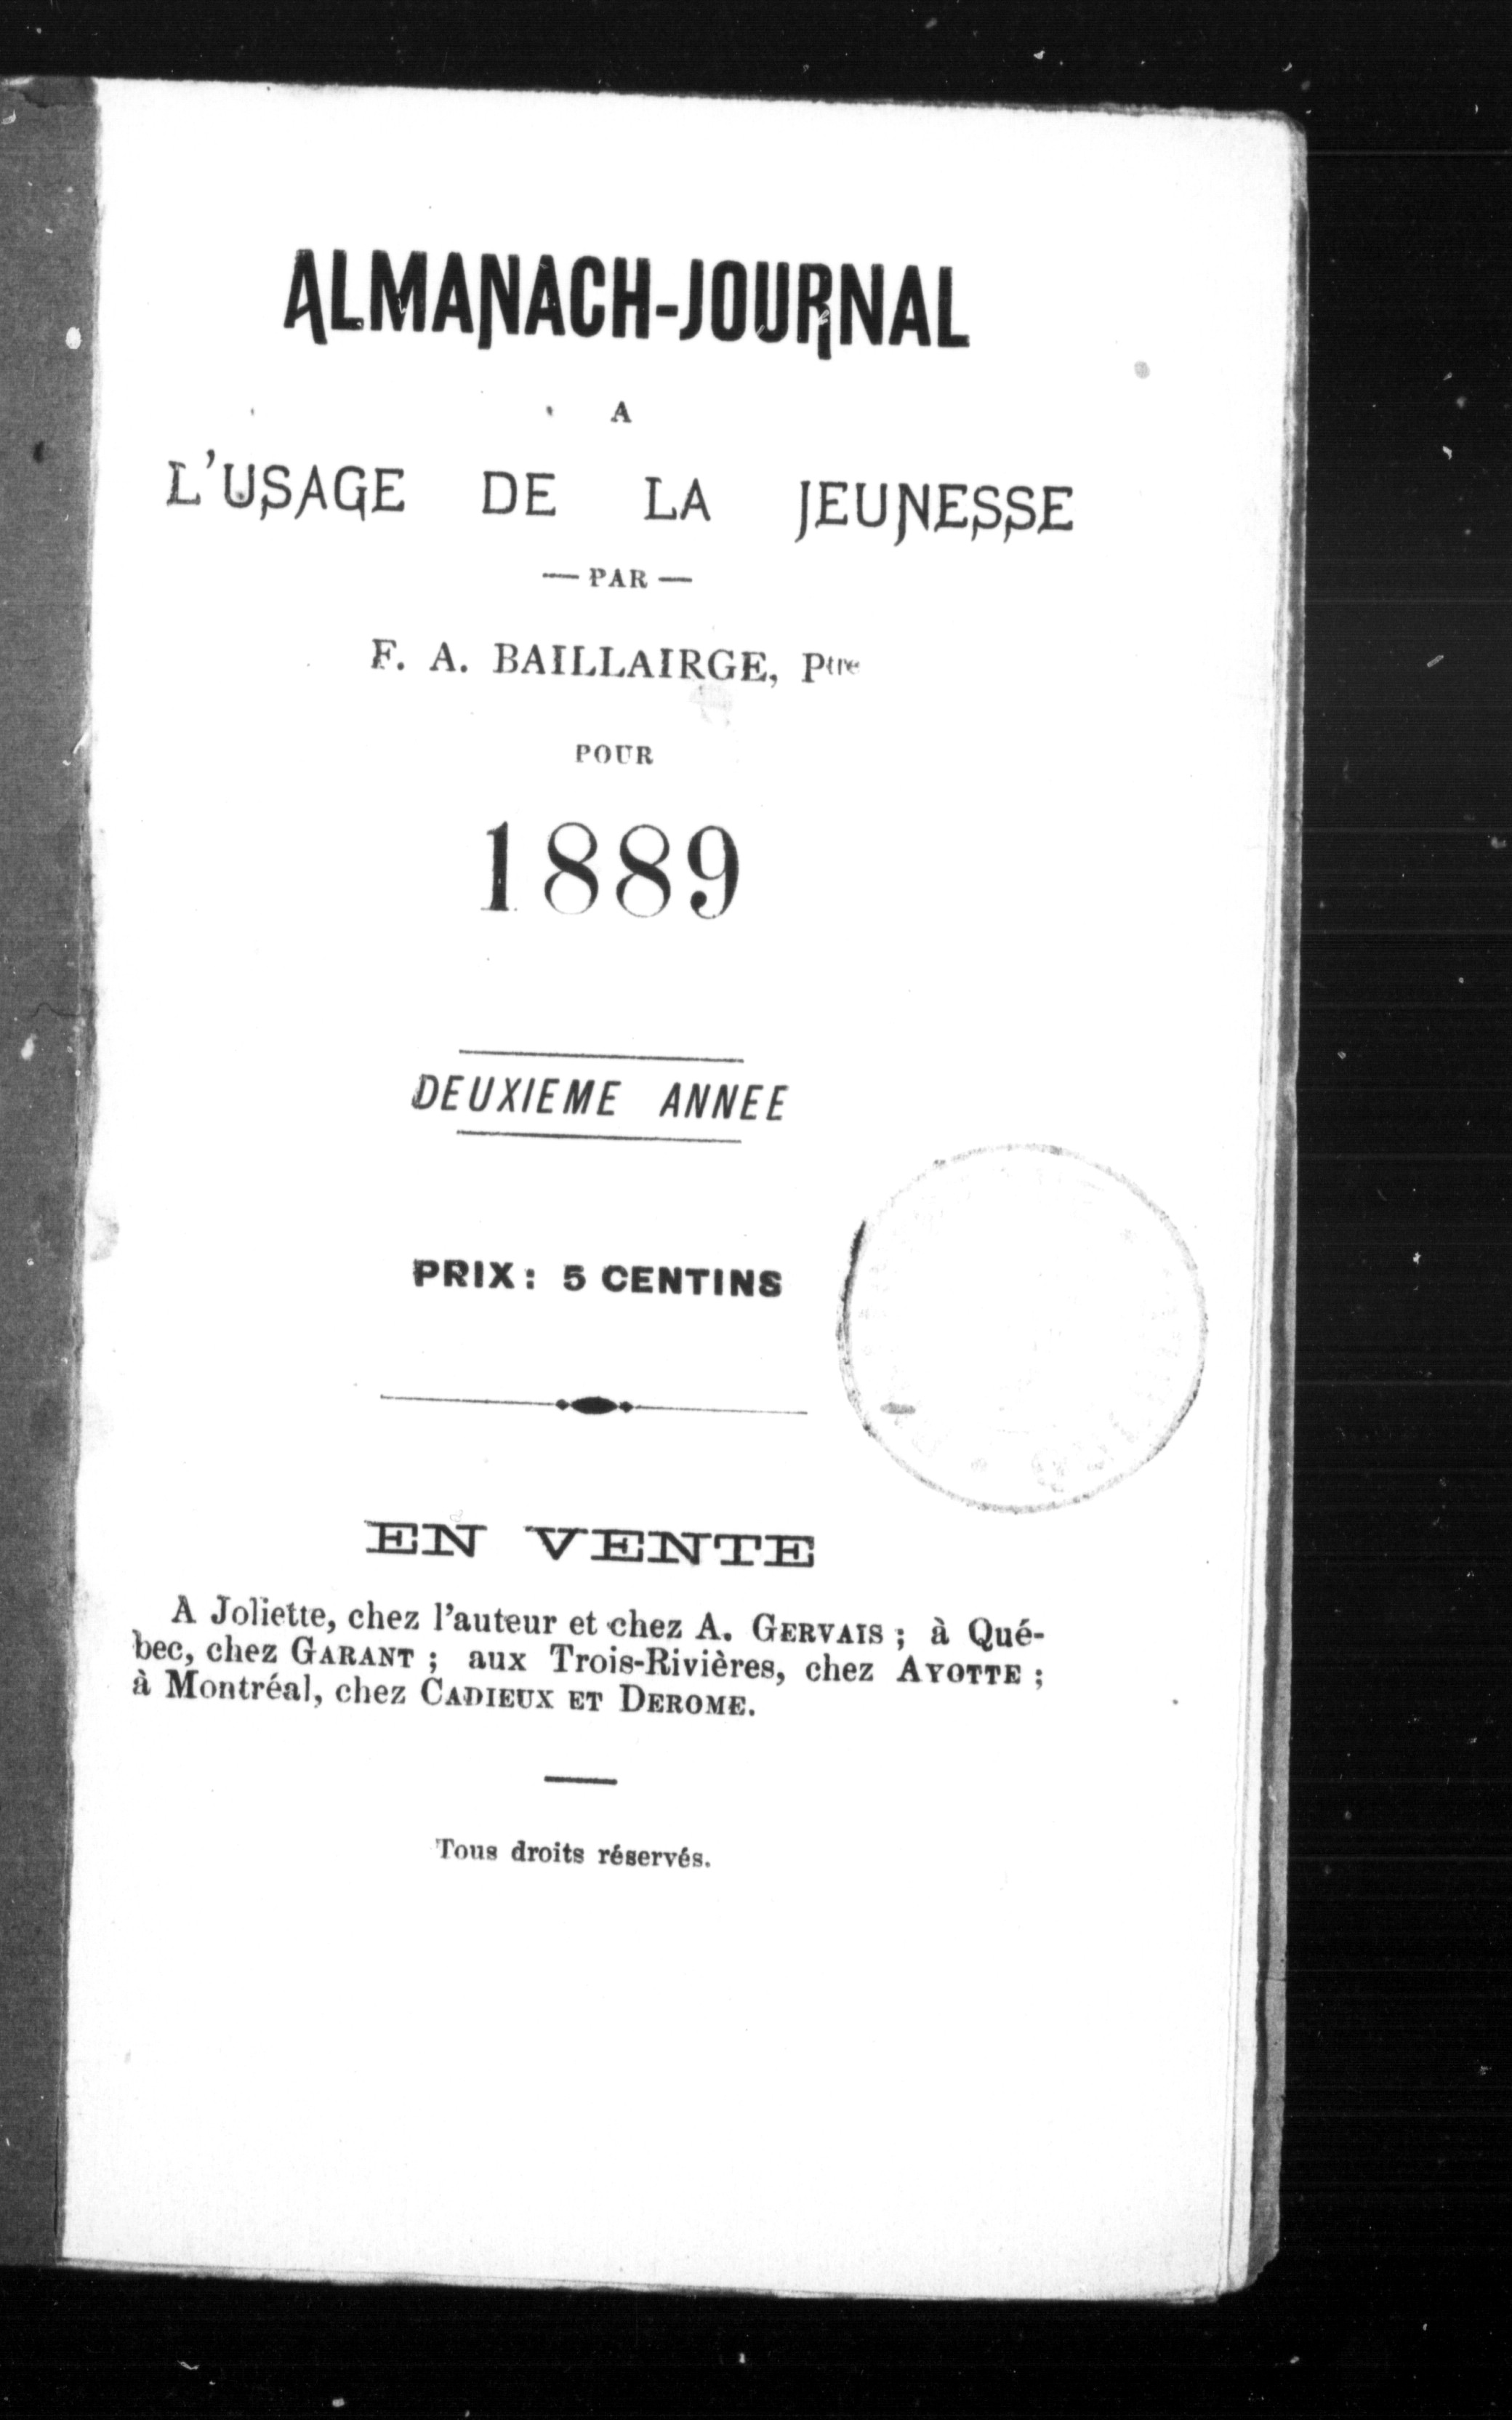 ALMANACH-JOURNAL
A
L'USAGE DE LA JEUNESSE
— PAR —
F. A. BAILLAIRGE, Ptre
POUR
1889
DEUXIEME ANNEE
PRIX: 5 CENTINS
EN VENTE
A Joliette, chez l'auteur et chez A. GERVAIS ; à Qué-
bec, chez GARANT ; aux Trois-Rivières, chez AYOTTE ;
à Montréal, chez CADIEUX ET DEROME.
Tous droits réservés.